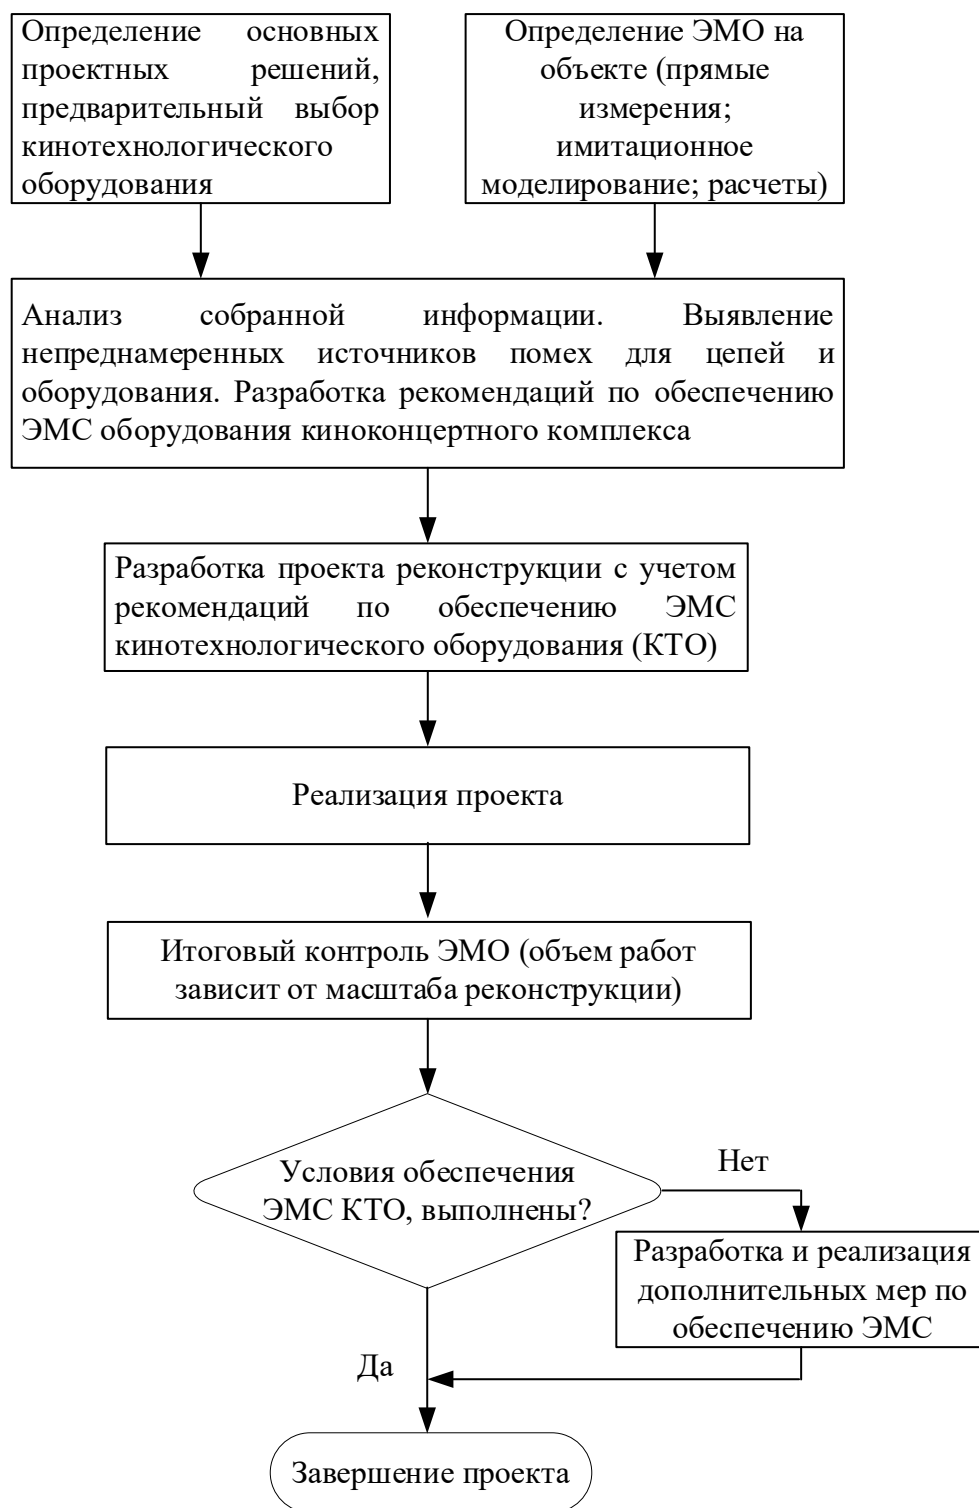 Определение основных
проектных решений,
предварительный выбор
кинотехнологического
оборудования
Определение ЭМО на
объекте (прямые
измерения;
имитационное
моделирование; расчеты)
Анализ собранной информации. Выявление
непреднамеренных источников помех для цепей и
оборудования. Разработка рекомендаций по обеспечению
ЭМС оборудования киноконцертного комплекса
Разработка проекта реконструкции с учетом
рекомендаций по обеспечению ЭМС
кинотехнологического оборудования (КТО)
Реализация проекта
Итоговый контроль ЭМО (объем работ
зависит от масштаба реконструкции)
Условия обеспечения
ЭМС КТО, выполнены?
Нет
Разработка и реализация
дополнительных мер по
обеспечению ЭМС
Да
Завершение проекта